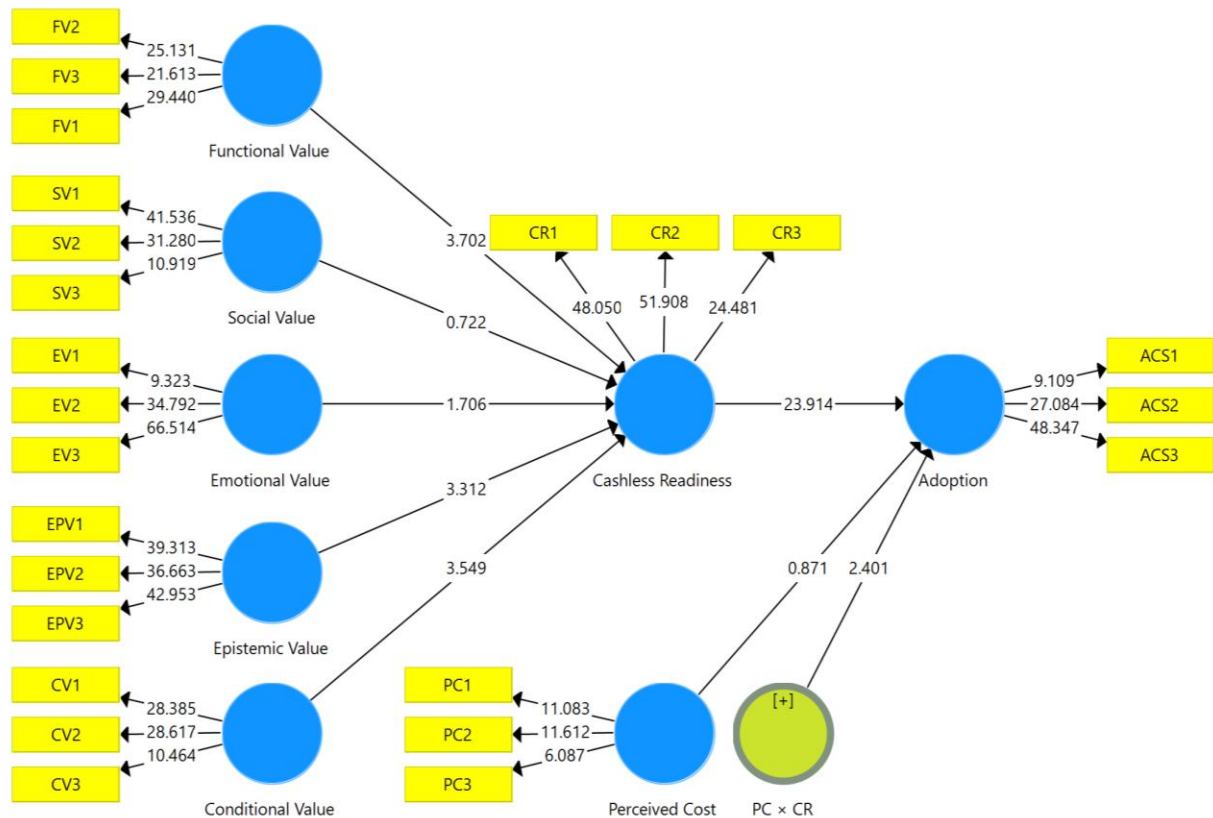 FV2
25.131
FV3
21.613
29.440
FV1
Functional Value
SV1
41.536
SV2
31.280
10.919
SV3
Social Value
3.702
0.722
CR1
CR2
CR3
48.050
51.908
24.481
EV1
9.323
EV2
34.792
66.514
EV3
Emotional Value
1.706
Cashless Readiness
23.914
Adoption
9.109
27.084
48.347
ACS1
ACS2
ACS3
EPV1
39.313
EPV2
36.663
42.953
EPV3
Epistemic Value
3.312
3.549
0.871
2.401
CV1
28.385
CV2
28.617
10.464
CV3
Conditional Value
PC1
11.083
PC2
11.612
6.087
PC3
Perceived Cost
[+]
PC × CR